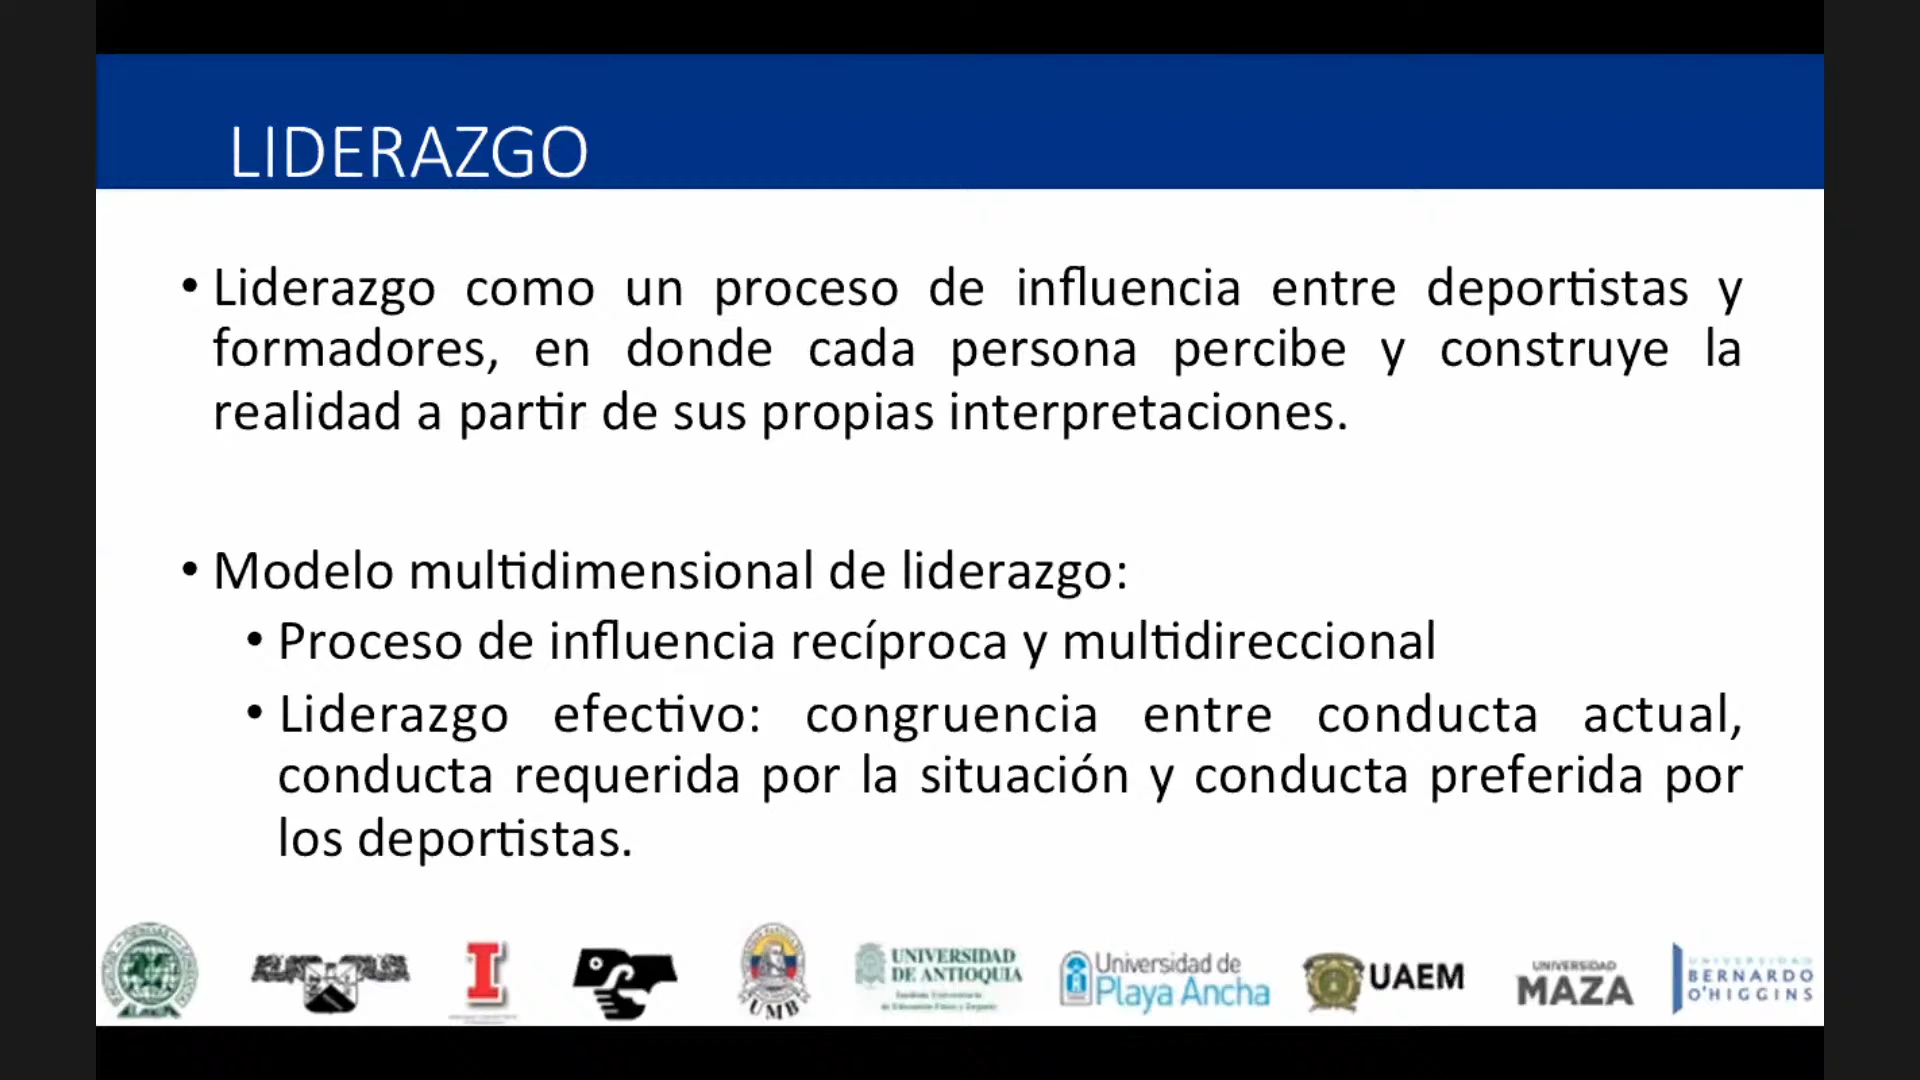 LIDERAZGO
• Liderazgo como un proceso de influencia entre deportistas y
formadores, en donde cada persona percibe y construye la
realidad a partir de sus propias interpretaciones.
• Modelo multidimensional de liderazgo:
• Proceso de influencia recíproca y multidireccional
• Liderazgo efectivo: congruencia entre conducta actual,
conducta requerida por la situación y conducta preferida por
los deportistas.
UMB
UNIVERSIDAD
DE ANTIOQUIA
Universidad de
Playa Ancha
UAEM
UNIVERSIDAD
MAZA
UNIVERSIDAD
BERNARDO
O'HIGGINS